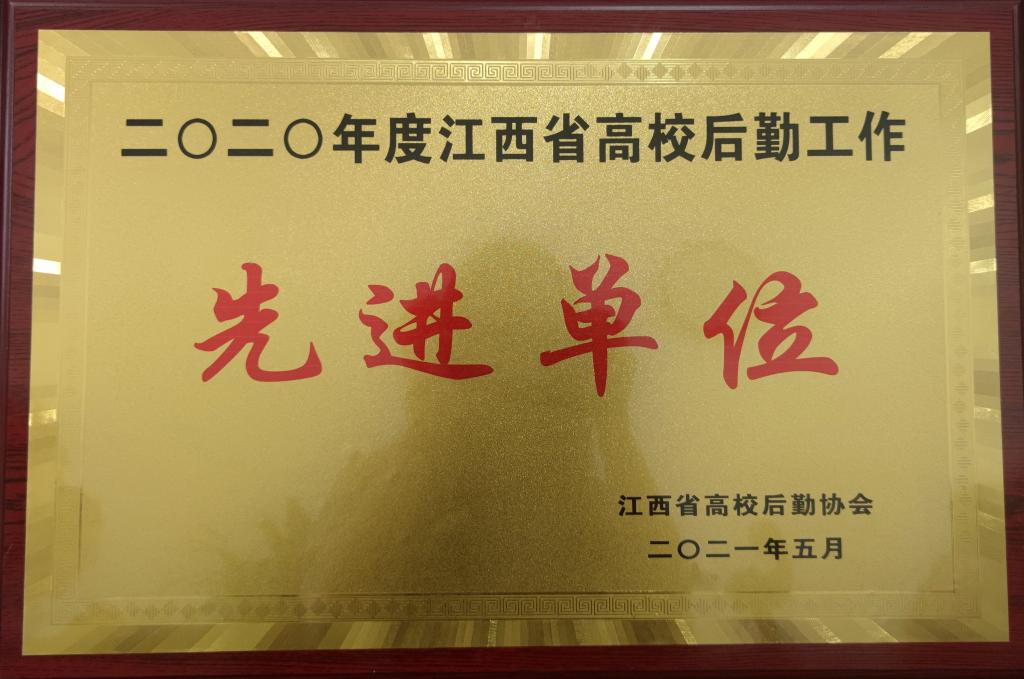 二〇二〇年度江西省高校后勤工作
先进单位
江西省高校后勤协会
二〇二一年五月